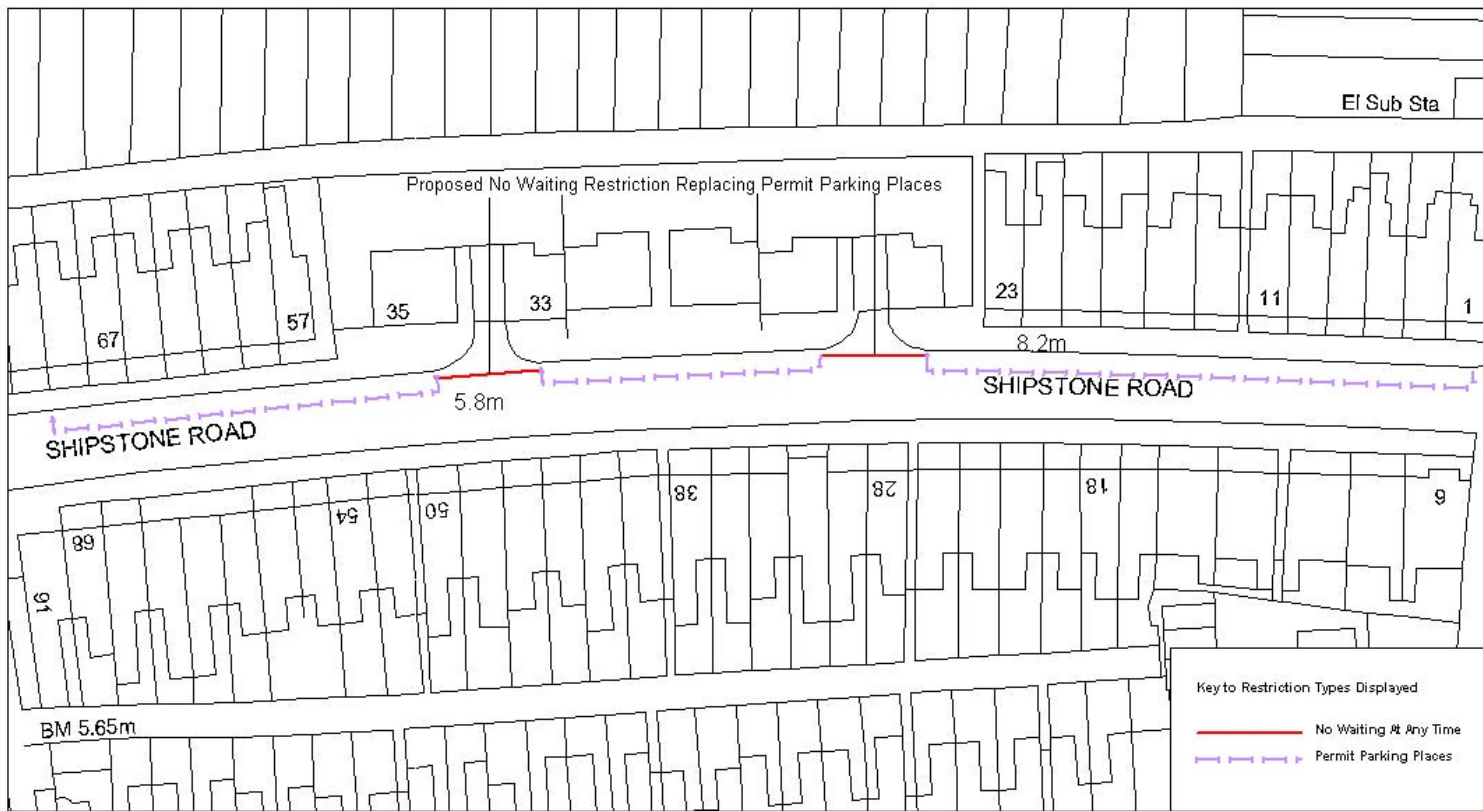 El Sub Sta
Proposed No Waiting Restriction Replacing Permit Parking Places
67
57
35
33
23
11
1
8.2m
5.8m
SHIPSTONE ROAD
SHIPSTONE ROAD
91
68
54
50
38
28
18
6
BM 5.65m
Key to Restriction Types Displayed
No Waiting At Any Time
Permit Parking Places